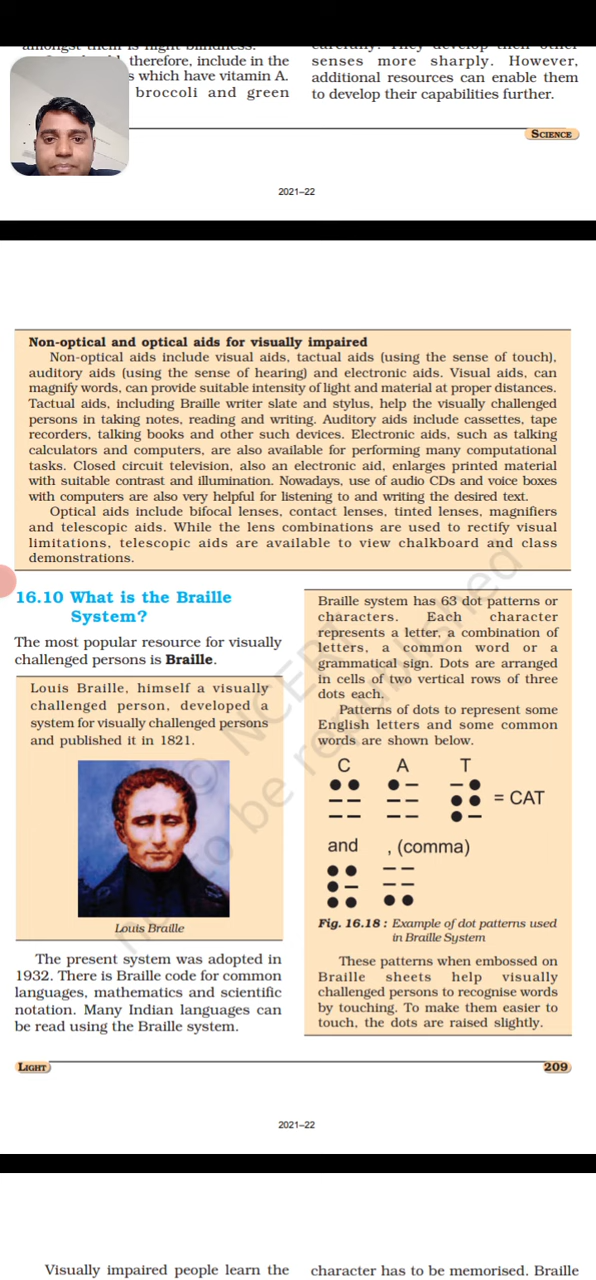 amongst them is night blindness.
therefore, include in the
s which have vitamin A.
broccoli and green
carefully. They develop their other
senses more sharply. However,
additional resources can enable them
to develop their capabilities further.
SCIENCE
2021–22
Non-optical and optical aids for visually impaired
Non-optical aids include visual aids, tactual aids (using the sense of touch),
auditory aids (using the sense of hearing) and electronic aids. Visual aids, can
magnify words, can provide suitable intensity of light and material at proper distances.
Tactual aids, including Braille writer slate and stylus, help the visually challenged
persons in taking notes, reading and writing. Auditory aids include cassettes, tape
recorders, talking books and other such devices. Electronic aids, such as talking
calculators and computers, are also available for performing many computational
tasks. Closed circuit television, also an electronic aid, enlarges printed material
with suitable contrast and illumination. Nowadays, use of audio CDs and voice boxes
with computers are also very helpful for listening to and writing the desired text.
Optical aids include bifocal lenses, contact lenses, tinted lenses, magnifiers
and telescopic aids. While the lens combinations are used to rectify visual
limitations, telescopic aids are available to view chalkboard and class
demonstrations.
16.10 What is the Braille
System?
The most popular resource for visually
challenged persons is Braille.
Louis Braille, himself a visually
challenged person, developed a
system for visually challenged persons
and published it in 1821.
Louis Braille
The present system was adopted in
1932. There is Braille code for common
languages, mathematics and scientific
notation. Many Indian languages can
be read using the Braille system.
Braille system has 63 dot patterns or
characters. Each character
represents a letter, a combination of
letters, a common word or a
grammatical sign. Dots are arranged
in cells of two vertical rows of three
dots each.
Patterns of dots to represent some
English letters and some common
words are shown below.
C A T
= CAT
and , (comma)
Fig. 16.18 : Example of dot patterns used
in Braille System
These patterns when embossed on
Braille sheets help visually
challenged persons to recognise words
by touching. To make them easier to
touch, the dots are raised slightly.
© NCERT
not to be republished
LIGHT
209
2021–22
Visually impaired people learn the
character has to be memorised. Braille